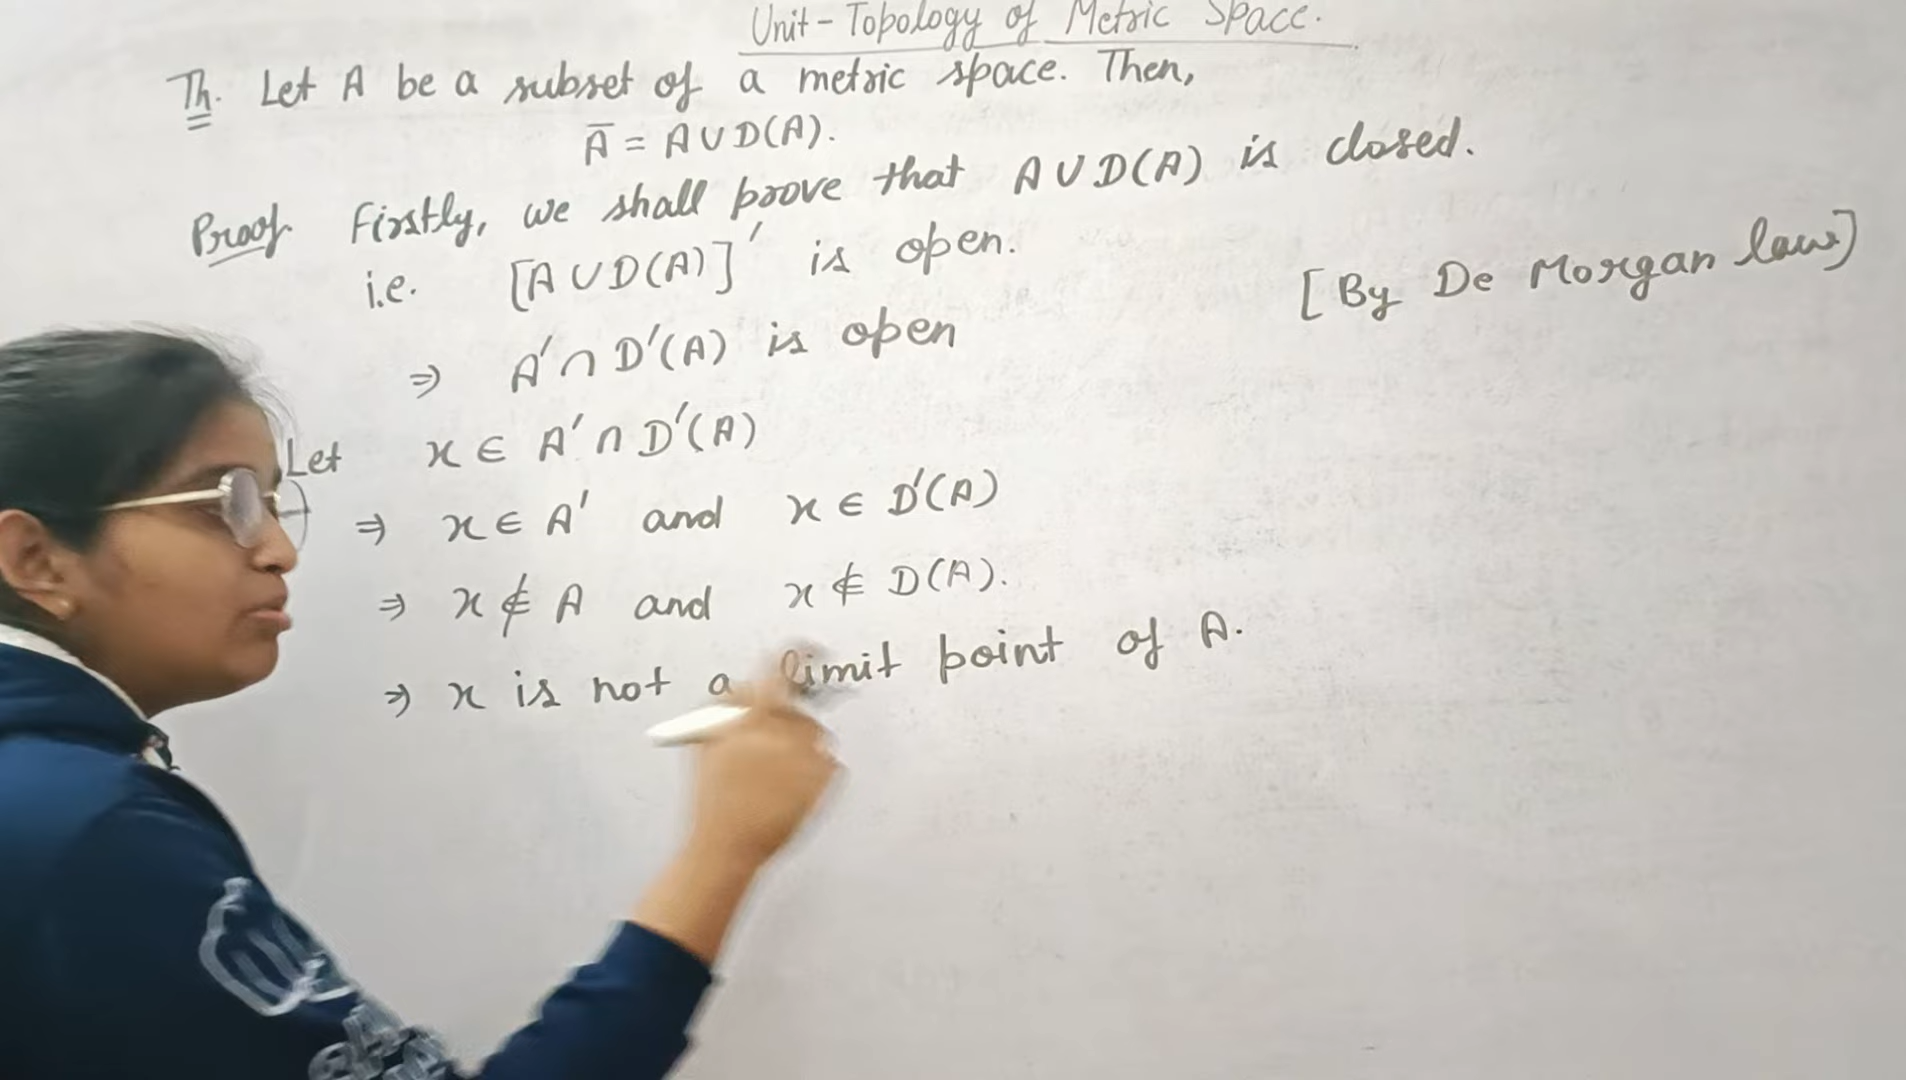 Unit - Topology of Metric Space.
Th. Let A be a subset of a metric space. Then,
Ā = A ∪ D(A).
Proof. Firstly, we shall prove that A ∪ D(A) is closed.
i.e. [A ∪ D(A)]′ is open.
⇒ A′ ∩ D′(A) is open [By De Morgan law]
Let x ∈ A′ ∩ D′(A)
⇒ x ∈ A′ and x ∈ D′(A)
⇒ x ∉ A and x ∉ D(A).
⇒ x is not a limit point of A.